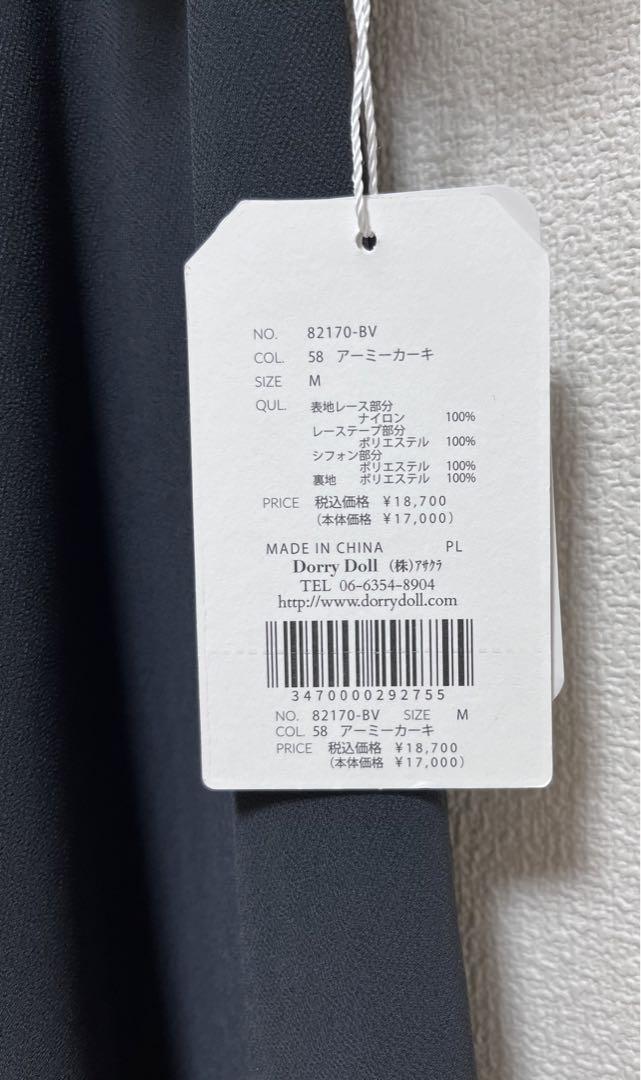 NO. 82170-BV
COL. 58 アーミーカーキ
SIZE M
QUL. 表地レース部分
ナイロン 100%
レーステープ部分
ポリエステル 100%
シフォン部分
ポリエステル 100%
裏地 ポリエステル 100%
PRICE 税込価格 ¥18,700
(本体価格 ¥17,000)
MADE IN CHINA PL
Dorry Doll (株)アサクラ
TEL 06-6354-8904
http://www.dorrydoll.com
3470000292755
NO. 82170-BV SIZE M
COL. 58 アーミーカーキ
PRICE 税込価格 ¥18,700
(本体価格 ¥17,000)